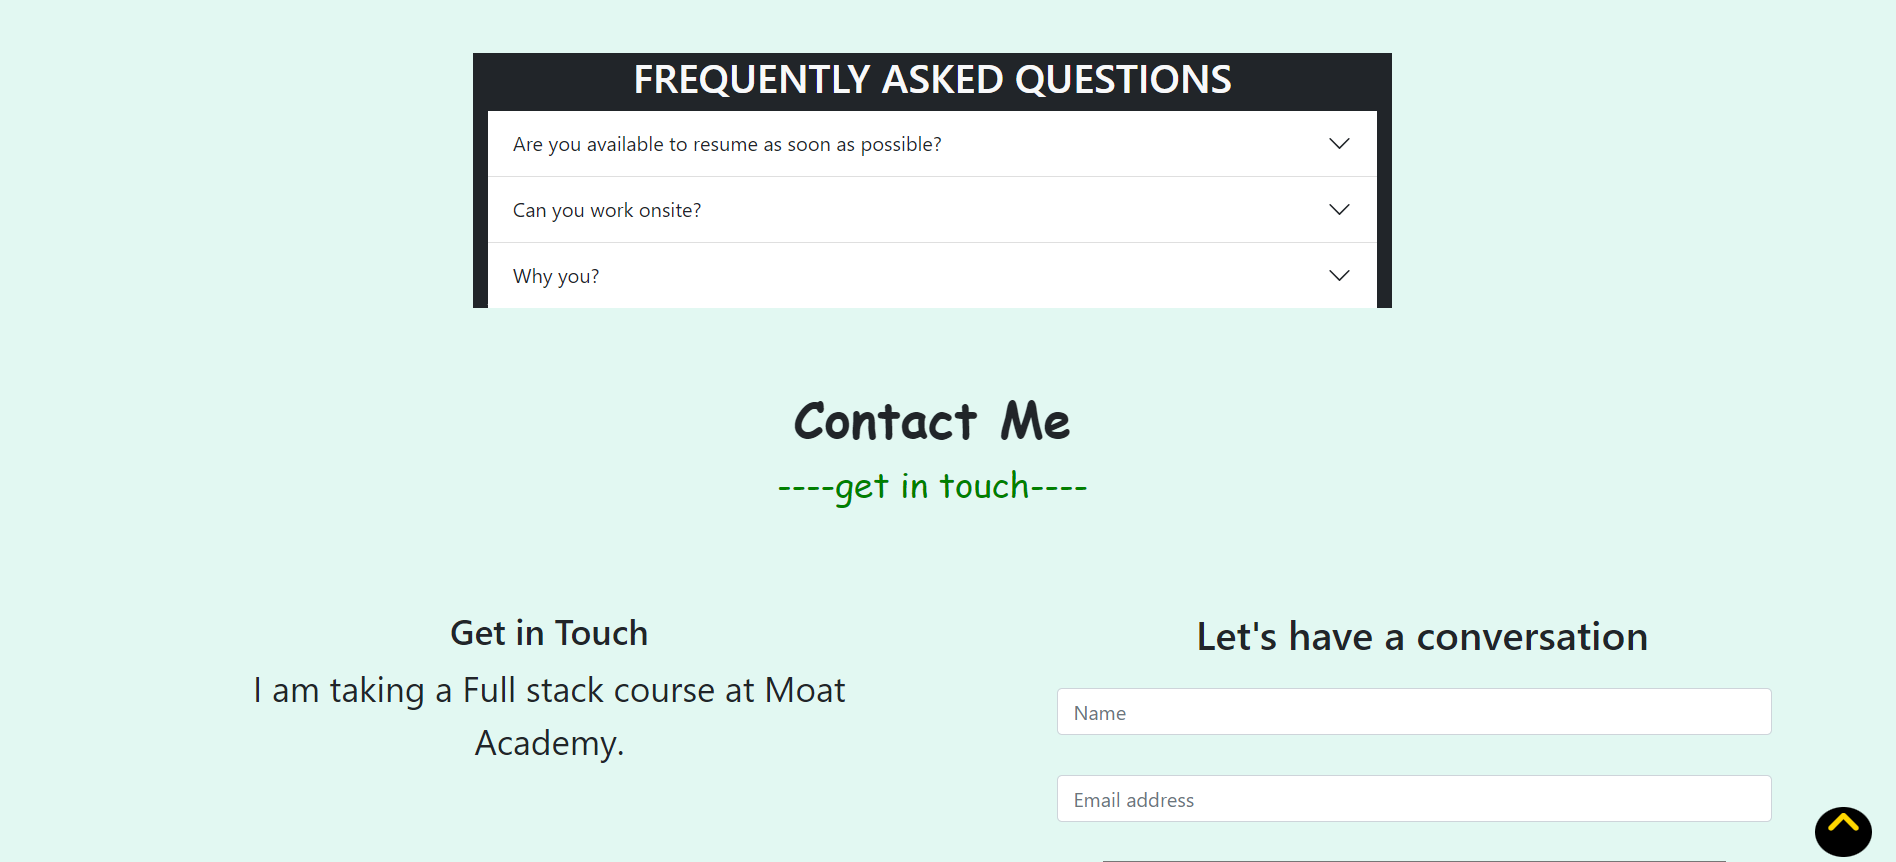 FREQUENTLY ASKED QUESTIONS
Are you available to resume as soon as possible?
Can you work onsite?
Why you?
Contact Me
----get in touch----
Get in Touch
I am taking a Full stack course at Moat
Academy.
Let's have a conversation
Name
Email address